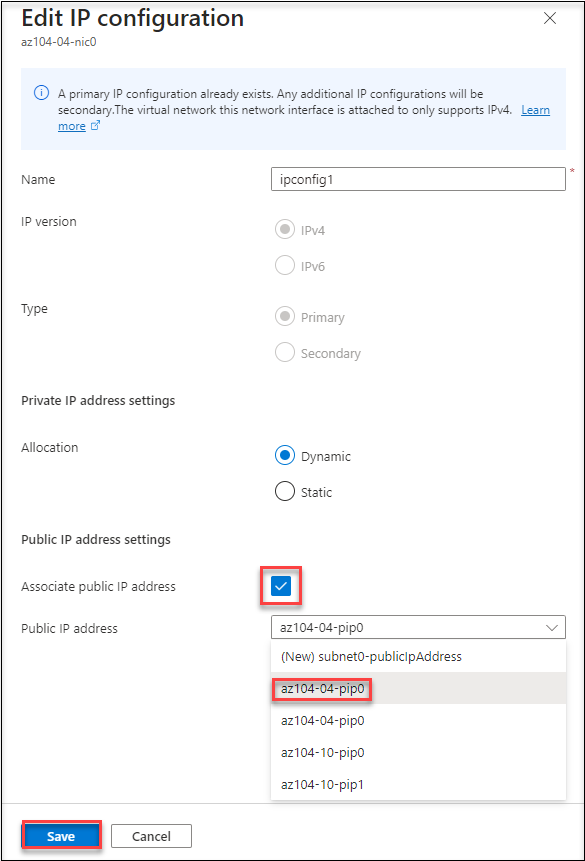 Edit IP configuration
az104-04-nic0
A primary IP configuration already exists. Any additional IP configurations will be
secondary.The virtual network this network interface is attached to only supports IPv4. Learn
more
Name
ipconfig1 *
IP version
IPv4
IPv6
Type
Primary
Secondary
Private IP address settings
Allocation
Dynamic
Static
Public IP address settings
Associate public IP address
Public IP address
az104-04-pip0
(New) subnet0-publicIpAddress
az104-04-pip0
az104-04-pip0
az104-10-pip0
az104-10-pip1
Save
Cancel